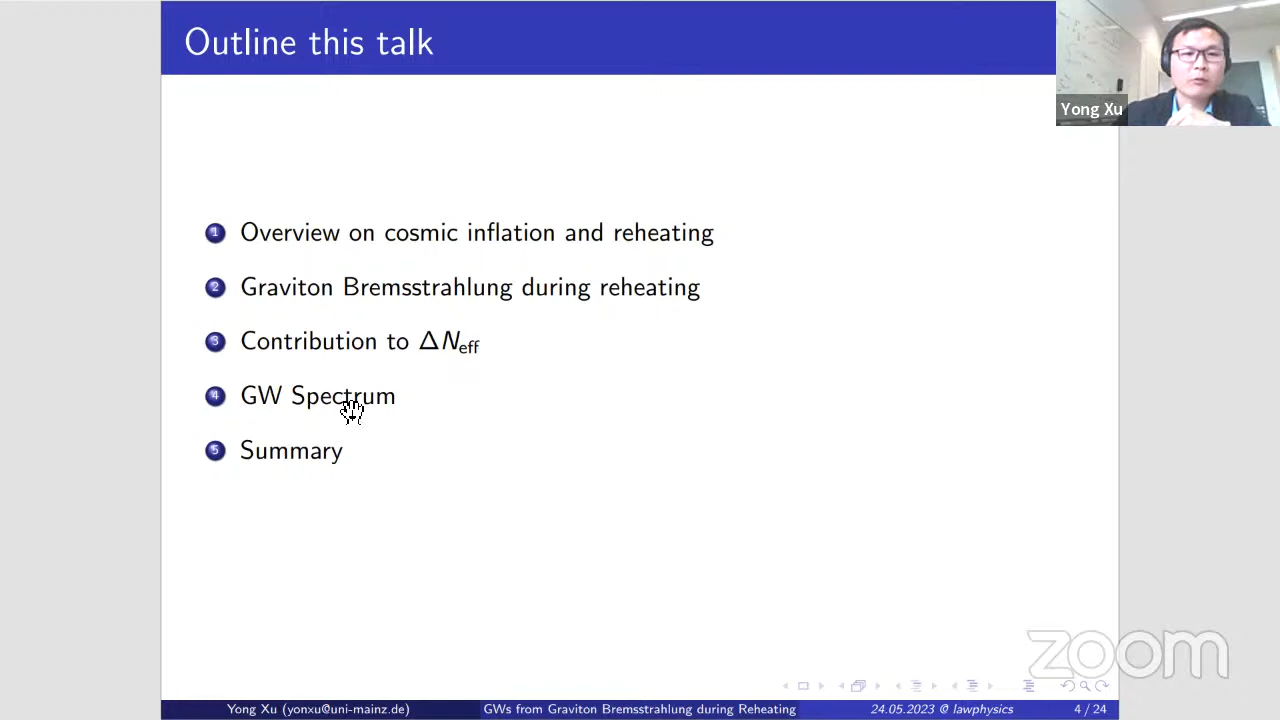 Outline this talk
Yong Xu
1 Overview on cosmic inflation and reheating
2 Graviton Bremsstrahlung during reheating
3 Contribution to ΔN_eff
4 GW Spectrum
5 Summary
zoom
Yong Xu (yonxu@uni-mainz.de) GWs from Graviton Bremsstrahlung during Reheating 24.05.2023 @ lawphysics 4 / 24